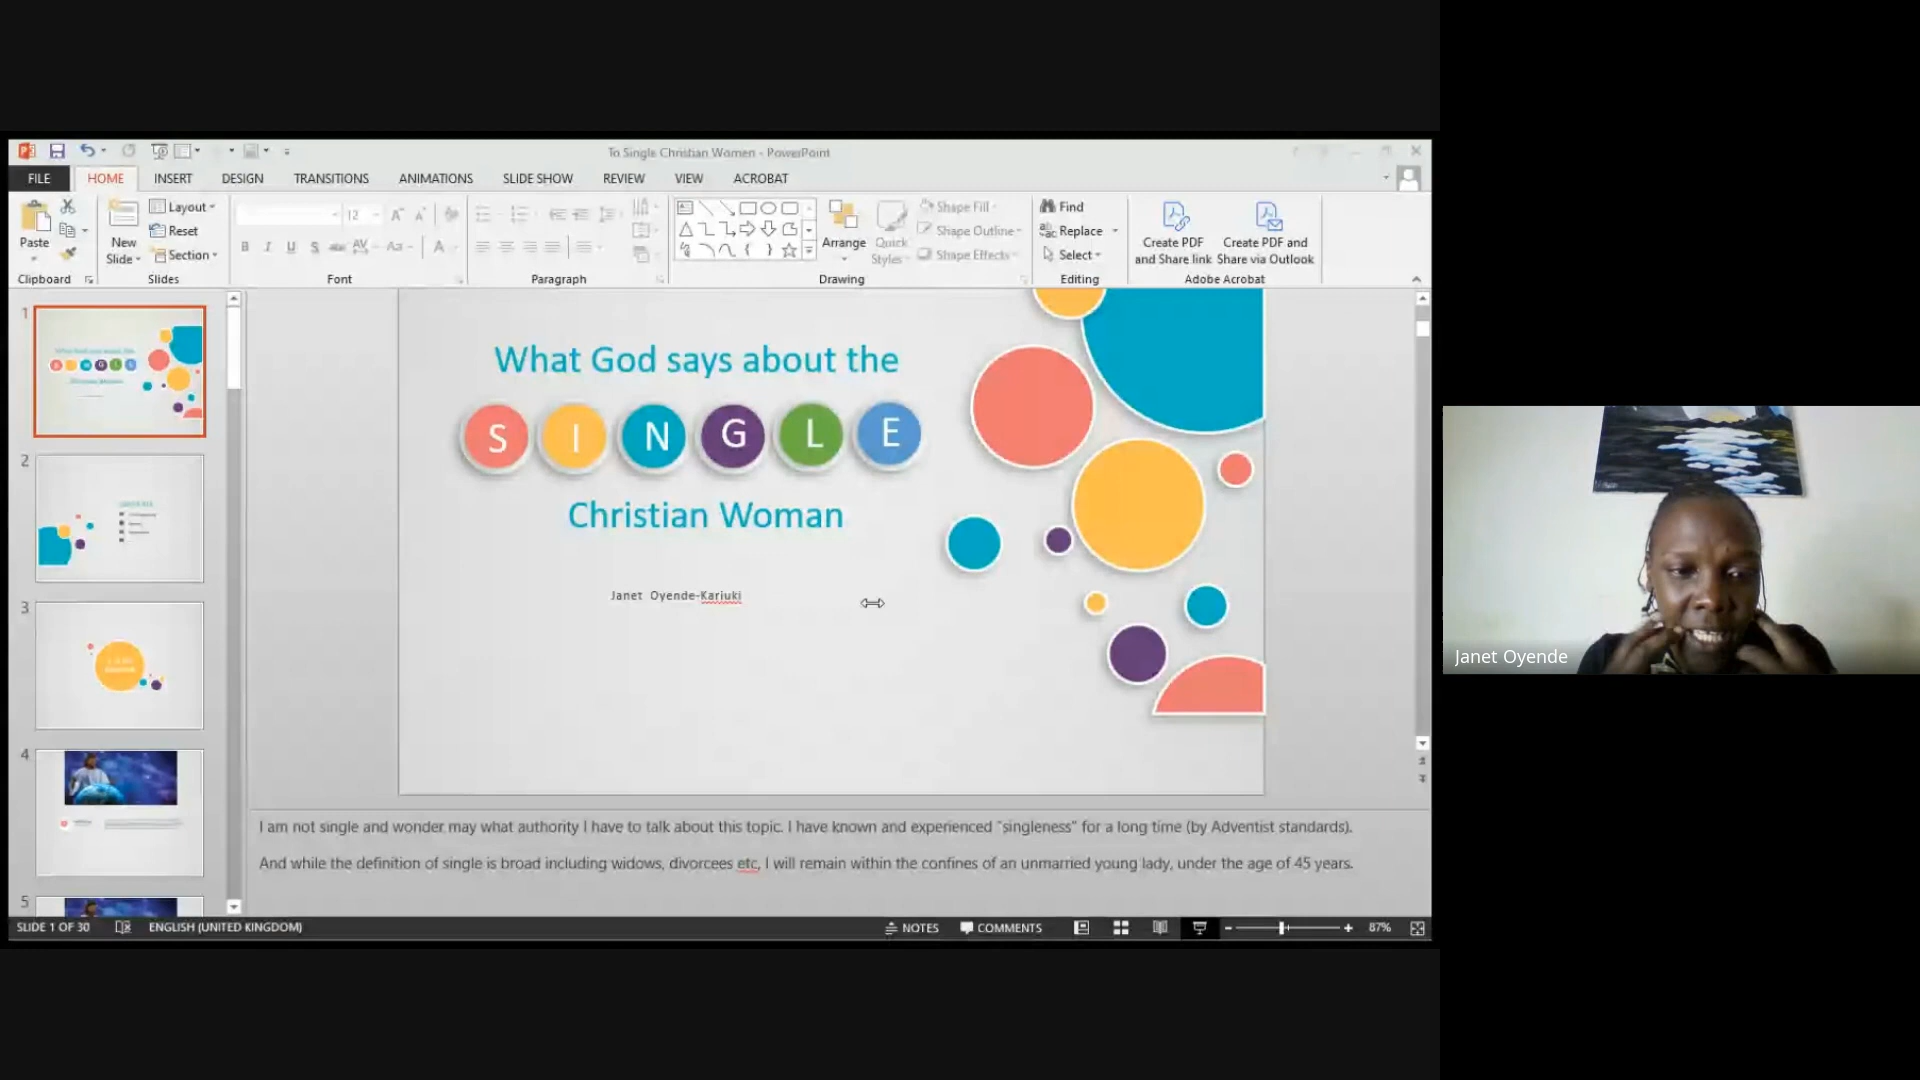 To Single Christian Women - PowerPoint
FILE HOME INSERT DESIGN TRANSITIONS ANIMATIONS SLIDE SHOW REVIEW VIEW ACROBAT
Paste
Clipboard
New
Slide
Layout
Reset
Section
Slides
12
Font
Paragraph
Arrange
Quick
Styles
Shape Fill
Shape Outline
Shape Effects
Drawing
Find
Replace
Select
Editing
Create PDF
and Share link
Create PDF and
Share via Outlook
Adobe Acrobat
1
2
3
4
5
What God says about the
S I N G L E
Christian Woman
Janet Oyende-Kariuki
I am not single and wonder may what authority I have to talk about this topic. I have known and experienced "singleness" for a long time (by Adventist standards).
And while the definition of single is broad including widows, divorcees etc, I will remain within the confines of an unmarried young lady, under the age of 45 years.
SLIDE 1 OF 30 ENGLISH (UNITED KINGDOM) NOTES COMMENTS 87%
Janet Oyende